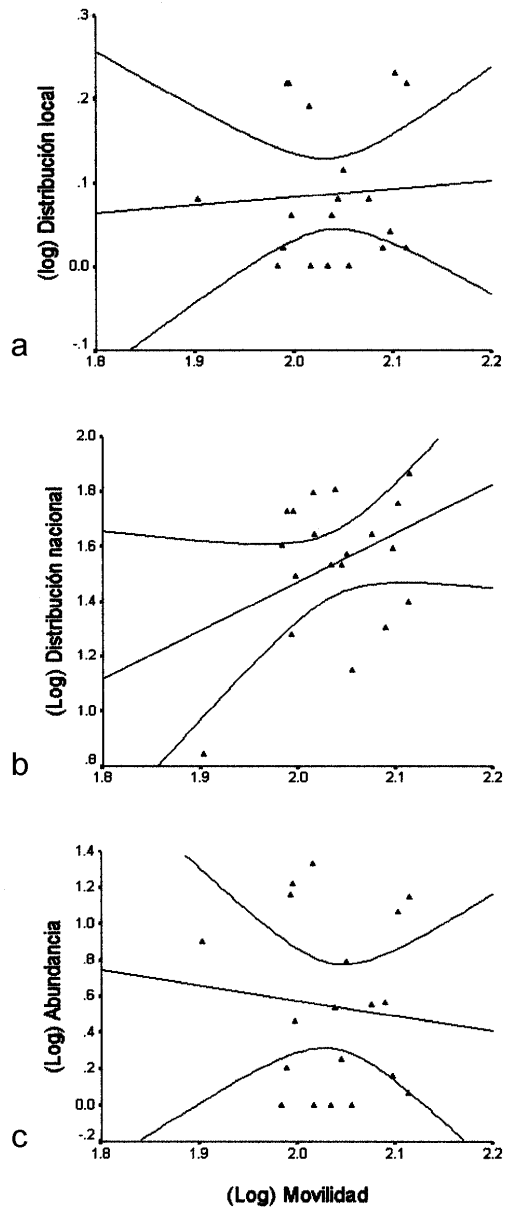 .3
.2
.1
0.0
-.1
(log) Distribución local
a
1.8 1.9 2.0 2.1 2.2
2.0
1.8
1.6
1.4
1.2
1.0
.8
(Log) Distribución nacional
b
1.8 1.9 2.0 2.1 2.2
1.4
1.2
1.0
.8
.6
.4
.2
0.0
-.2
(Log) Abundancia
c
1.8 1.9 2.0 2.1 2.2
(Log) Movilidad